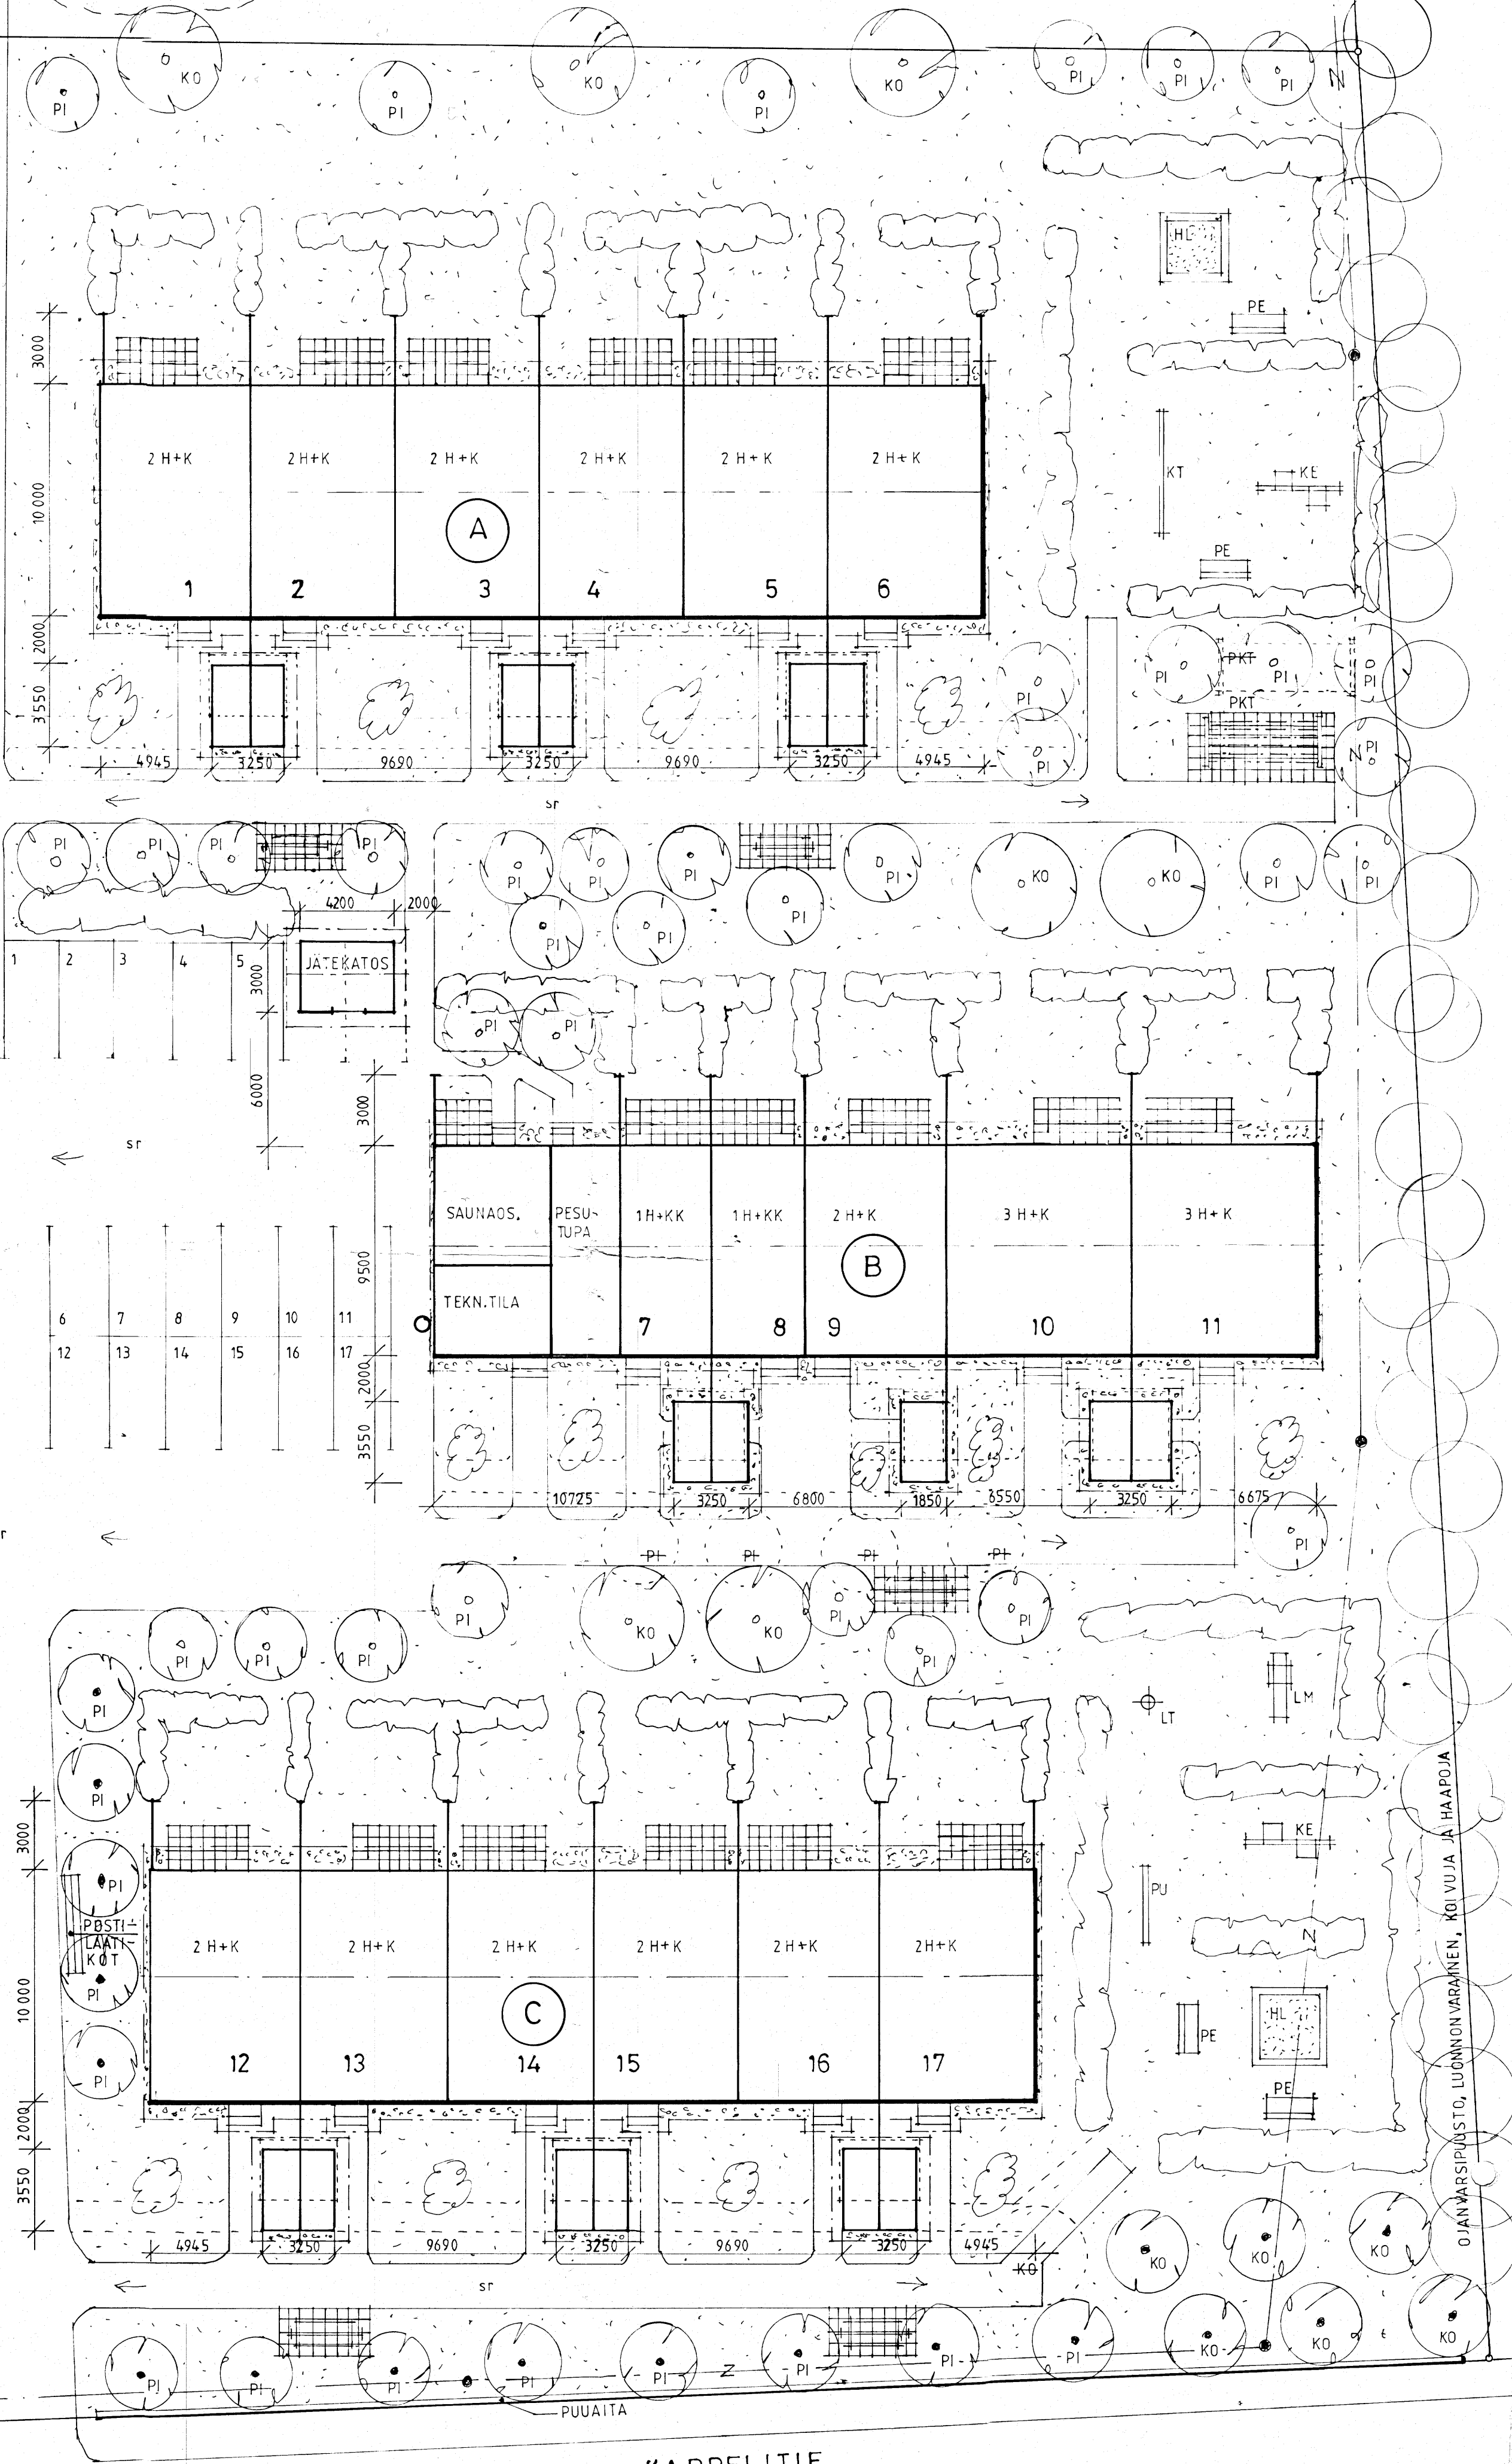 KO KO KO PI PI PI
PI PI PI PI N
HL
PE
3000
2 H+K 2 H+K 2 H+K 2 H+K 2 H+K 2 H+K
KT KE
10 000
A
PE
1 2 3 4 5 6
2000
PKT
PI PI PI
PI
3550
PKT
PI
N
PI
4945 3250 9690 3250 9690 3250 4945
sr
PI PI PI PI
PI PI PI PI KO KO PI PI
4200 2000
PI PI PI
1 2 3 4 5
JÄTEKATOS
3000
PI PI
6000
3000
sr
SAUNAOS. PESU- 1H+KK 1H+KK 2 H+K 3 H+K 3 H+K
TUPA
B
9500
TEKN.TILA
6 7 8 9 10 11
7 8 9 10 11
12 13 14 15 16 17
2000
3550
10725 3250 6800 1850 6550 3250 6675
r
PI
PI PI PI PI
PI KO KO PI PI
PI PI PI PI
PI
LM
LT
PI
3000
KE
PI
PU
POSTI-
LAATI-
KOT
PI
2 H+K 2 H+K 2 H+K 2 H+K 2 H+K 2H+K
N
10 000
C
HL
PE
12 13 14 15 16 17
PI
PE
2000
3550
4945 3250 9690 3250 9690 3250 4945
KO
KO KO KO
OJANVARSIPUUSTO, LUONNONVARAINEN, KOIVUJA JA HAAPOJA
sr
PI PI PI PI PI PI PI PI KO KO KO
Z
PUUAITA
KAPPELITIE